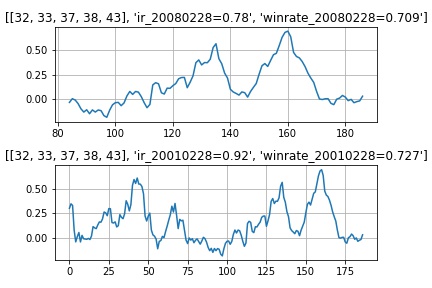 [[32, 33, 37, 38, 43], 'ir_20080228=0.78', 'winrate_20080228=0.709']
0.50
0.25
0.00
80 100 120 140 160 180
[[32, 33, 37, 38, 43], 'ir_20010228=0.92', 'winrate_20010228=0.727']
0.50
0.25
0.00
0 25 50 75 100 125 150 175